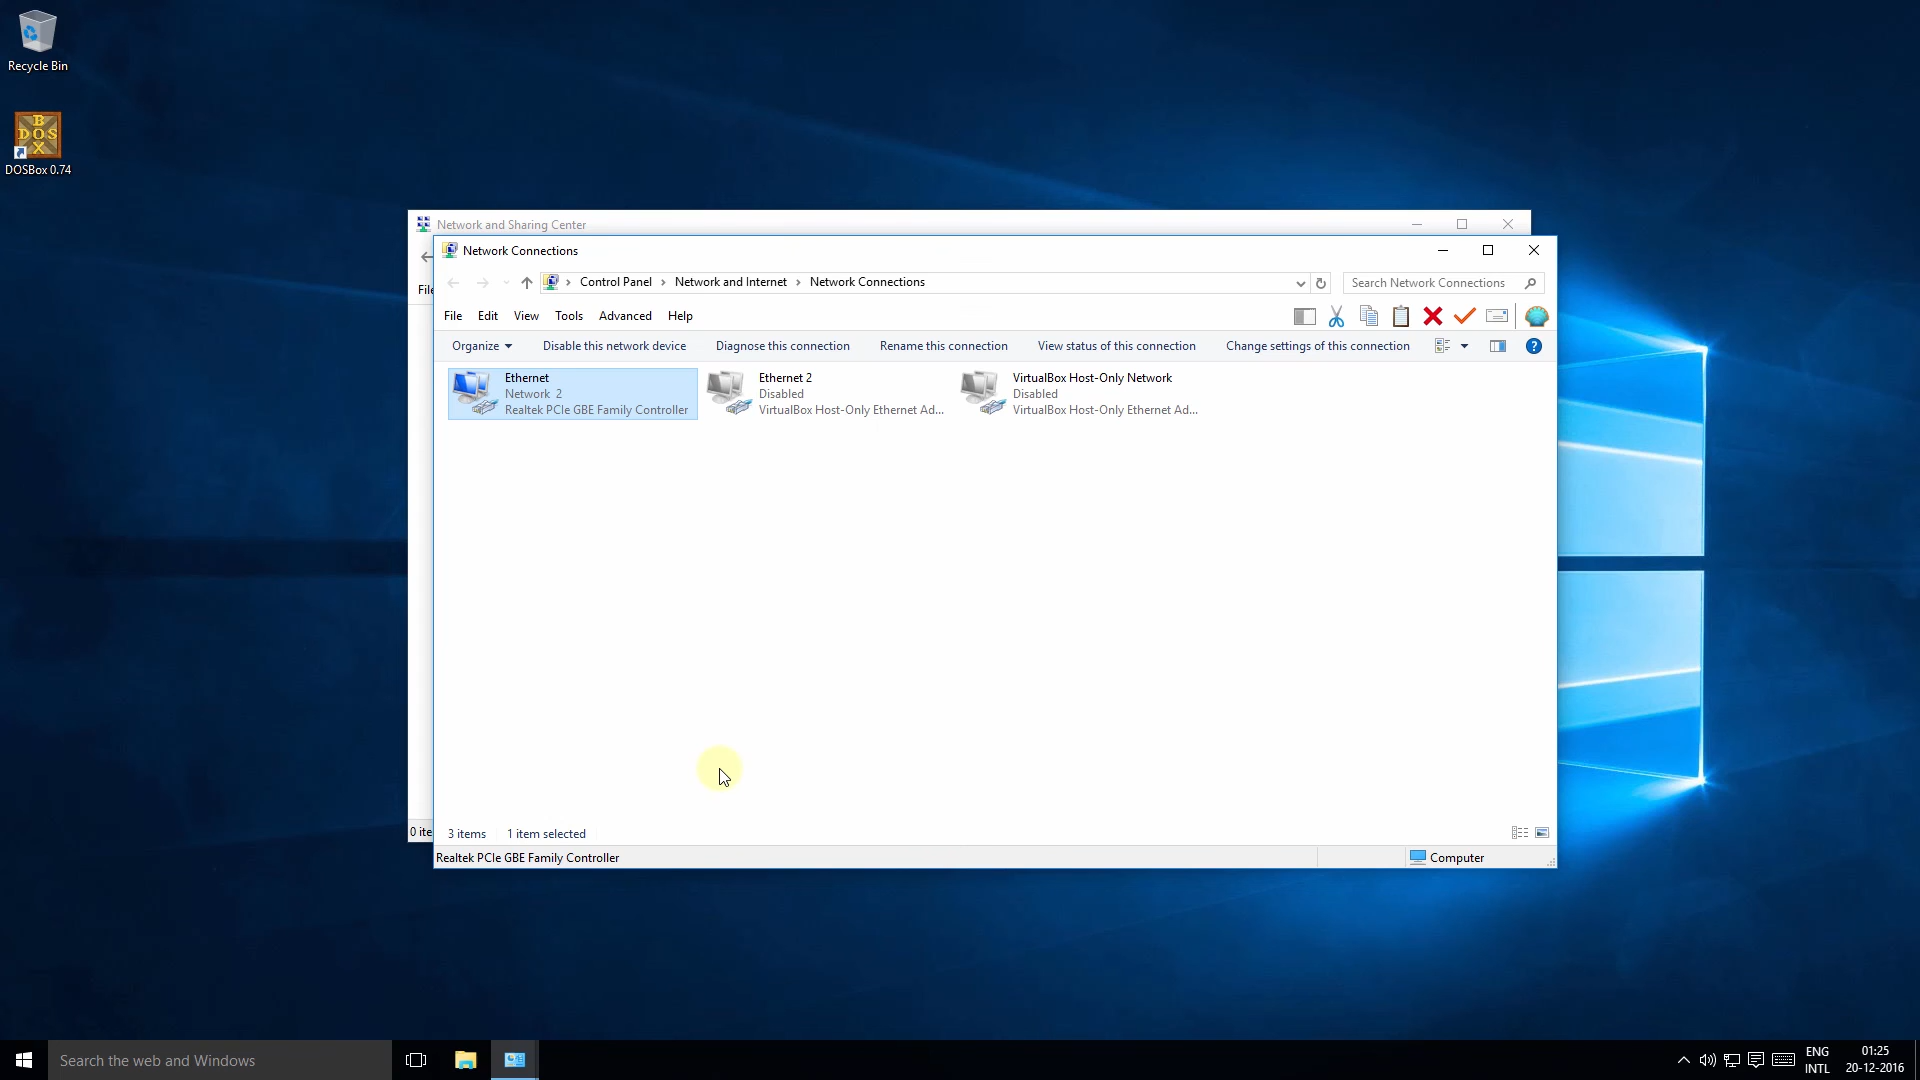 Recycle Bin
B
DOS
X
DOSBox 0.74
Network and Sharing Center
Network Connections
Control Panel
Network and Internet
Network Connections
Search Network Connections
File
File Edit View Tools Advanced Help
Organize
Disable this network device
Diagnose this connection
Rename this connection
View status of this connection
Change settings of this connection
Ethernet
Network 2
Realtek PCIe GBE Family Controller
Ethernet 2
Disabled
VirtualBox Host-Only Ethernet Ad...
VirtualBox Host-Only Network
Disabled
VirtualBox Host-Only Ethernet Ad...
0 ite
3 items
1 item selected
Realtek PCIe GBE Family Controller
Computer
Search the web and Windows
ENG
INTL
01:25
20-12-2016